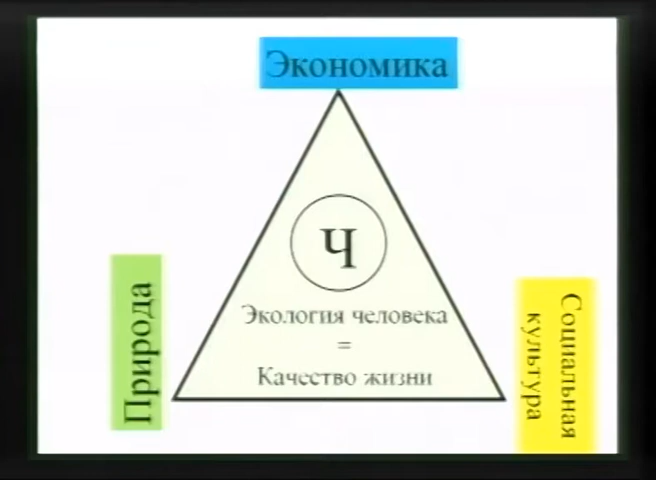 Экономика
Ч
Экология человека
=
Качество жизни
Природа
Социальная
культура